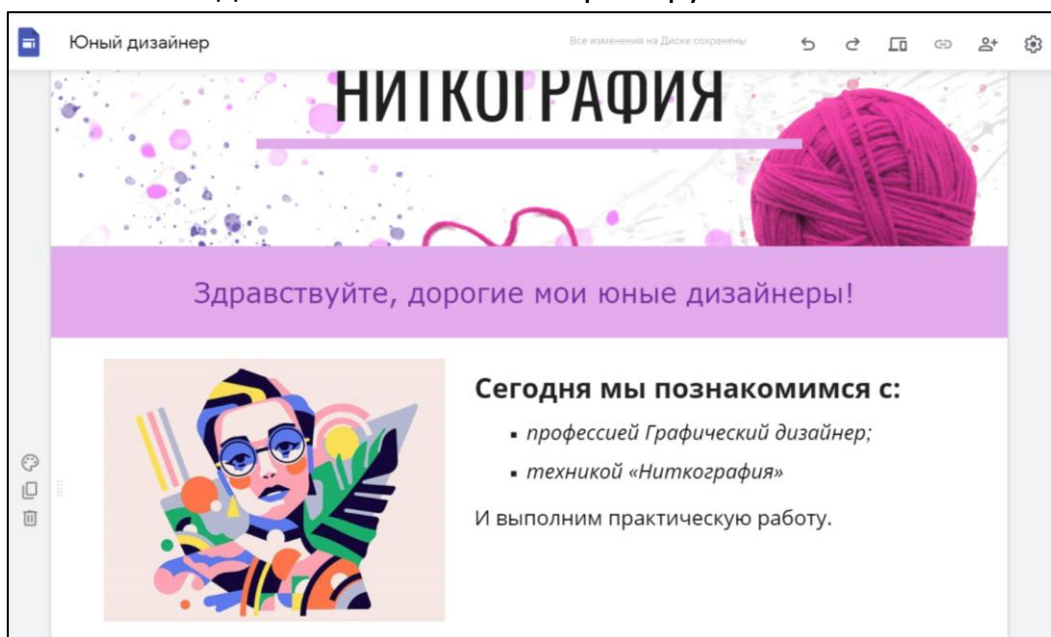 Юный дизайнер
Все изменения на Диске сохранены
НИТКОГРАФИЯ
Здравствуйте, дорогие мои юные дизайнеры!
Сегодня мы познакомимся с:
▪ профессией Графический дизайнер;
▪ техникой «Ниткография»
И выполним практическую работу.